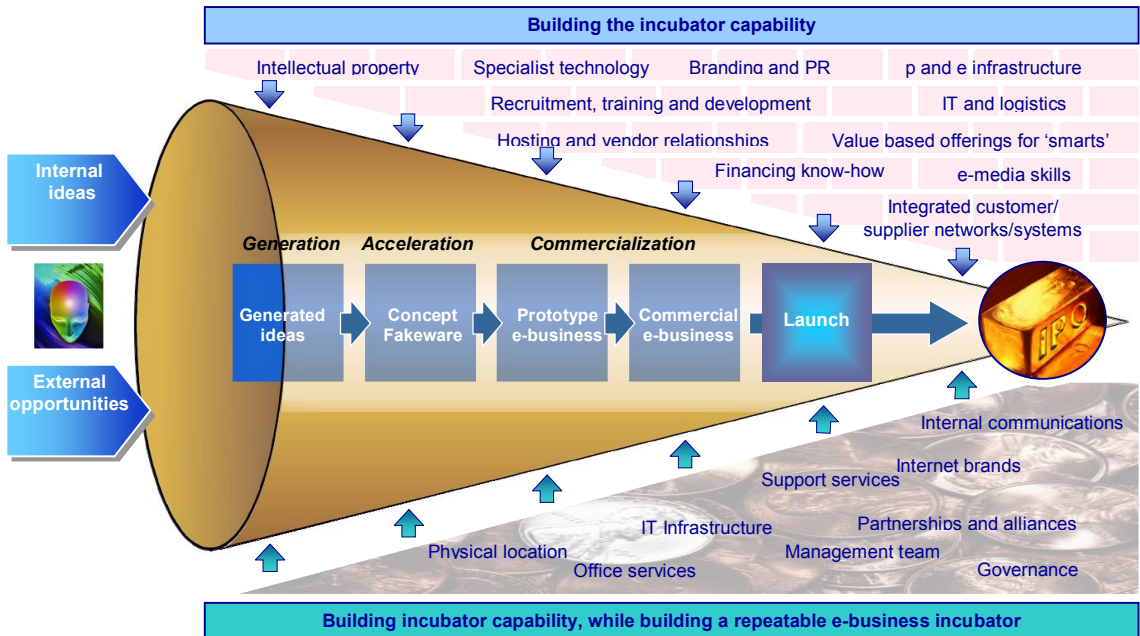 Building the incubator capability
Intellectual property
Specialist technology
Branding and PR
p and e infrastructure
Recruitment, training and development
IT and logistics
Hosting and vendor relationships
Value based offerings for ‘smarts’
Financing know-how
e-media skills
Integrated customer/
supplier networks/systems
Internal
ideas
External
opportunities
Generation
Acceleration
Commercialization
Generated
ideas
Concept
Fakeware
Prototype
e-business
Commercial
e-business
Launch
IPO
Internal communications
Internet brands
Support services
Partnerships and alliances
IT Infrastructure
Management team
Physical location
Office services
Governance
Building incubator capability, while building a repeatable e-business incubator